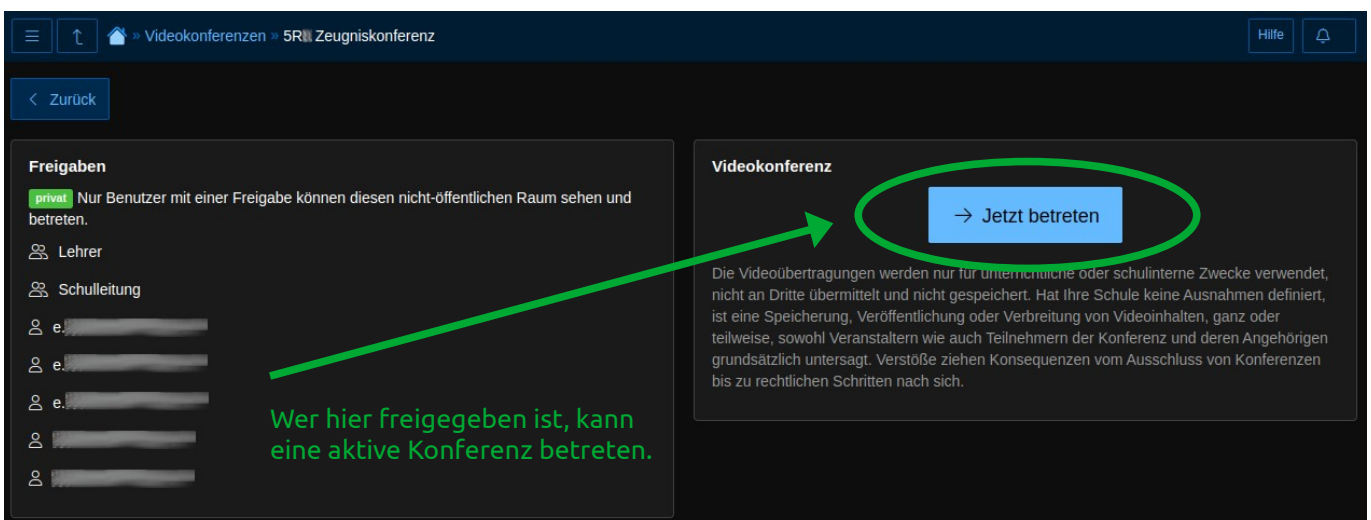 » Videokonferenzen » 5R Zeugniskonferenz
Hilfe
Zurück
Freigaben
privat Nur Benutzer mit einer Freigabe können diesen nicht-öffentlichen Raum sehen und
betreten.
Lehrer
Schulleitung
e.
e.
e.
Wer hier freigegeben ist, kann
eine aktive Konferenz betreten.
Videokonferenz
→ Jetzt betreten
Die Videoübertragungen werden nur für unterrichtliche oder schulinterne Zwecke verwendet,
nicht an Dritte übermittelt und nicht gespeichert. Hat Ihre Schule keine Ausnahmen definiert,
ist eine Speicherung, Veröffentlichung oder Verbreitung von Videoinhalten, ganz oder
teilweise, sowohl Veranstaltern wie auch Teilnehmern der Konferenz und deren Angehörigen
grundsätzlich untersagt. Verstöße ziehen Konsequenzen vom Ausschluss von Konferenzen
bis zu rechtlichen Schritten nach sich.